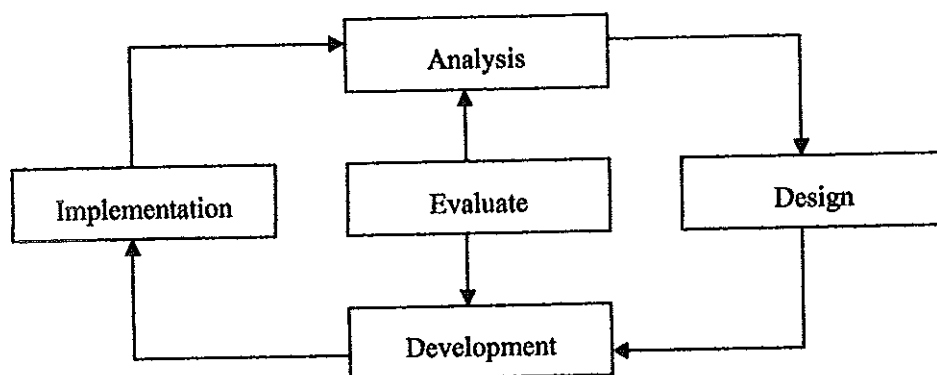 Analysis
Implementation
Evaluate
Design
Development